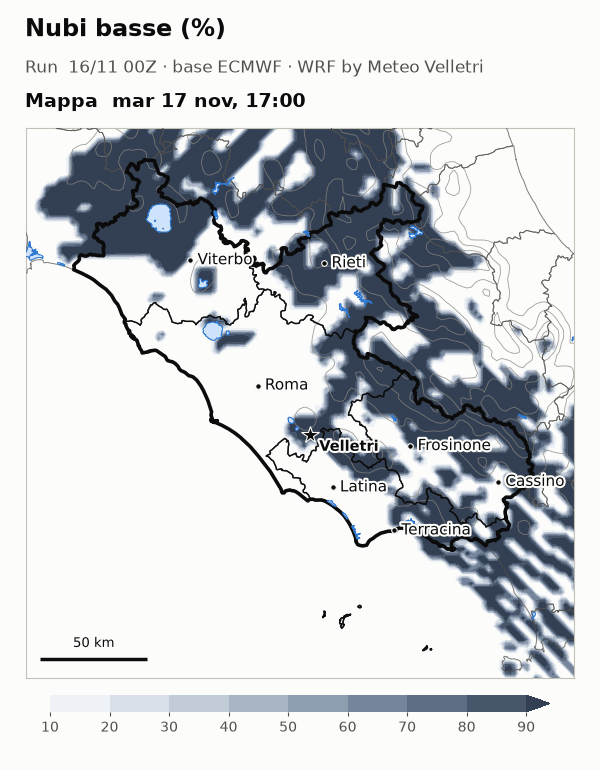 Nubi basse (%)
Run  16/11 00Z · base ECMWF · WRF by Meteo Velletri
Mappa  mar 17 nov, 17:00
Viterbo
Rieti
Roma
Velletri
Frosinone
Cassino
Latina
Terracina
50 km
10 20 30 40 50 60 70 80 90